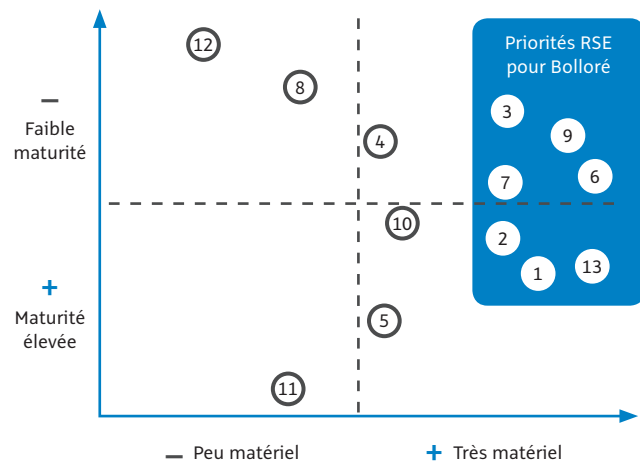 Priorités RSE
pour Bolloré
12
8
3
9
4
6
7
10
2
13
1
5
11
–
Faible
maturité
+
Maturité
élevée
– Peu matériel
+ Très matériel